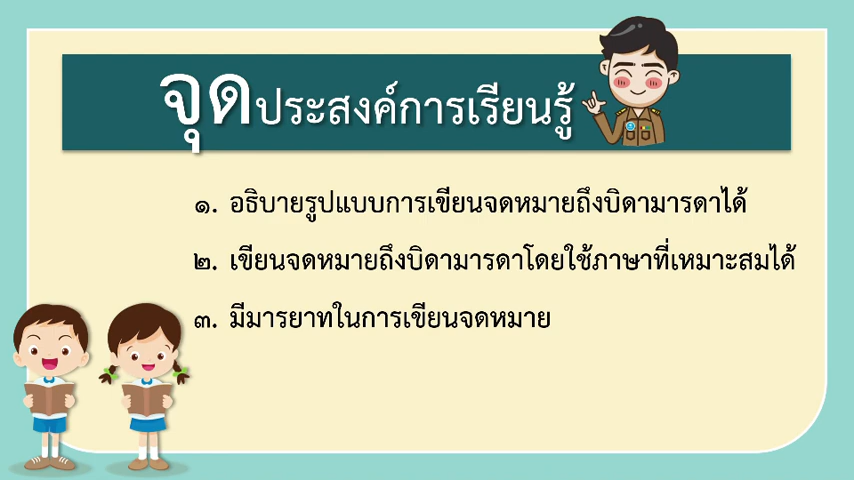 จุดประสงค์การเรียนรู้
๑. อธิบายรูปแบบการเขียนจดหมายถึงบิดามารดาได้
๒. เขียนจดหมายถึงบิดามารดาโดยใช้ภาษาที่เหมาะสมได้
๓. มีมารยาทในการเขียนจดหมาย